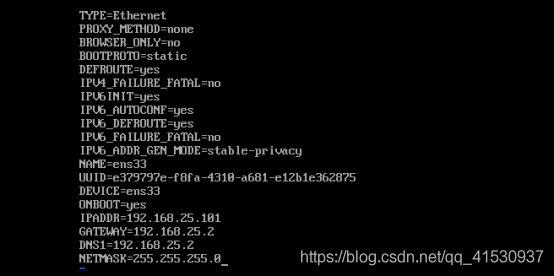 TYPE=Ethernet
PROXY_METHOD=none
BROWSER_ONLY=no
BOOTPROTO=static
DEFROUTE=yes
IPV4_FAILURE_FATAL=no
IPV6INIT=yes
IPV6_AUTOCONF=yes
IPV6_DEFROUTE=yes
IPV6_FAILURE_FATAL=no
IPV6_ADDR_GEN_MODE=stable-privacy
NAME=ens33
UUID=e379797e-f8fa-4310-a681-e12b1e362875
DEVICE=ens33
ONBOOT=yes
IPADDR=192.168.25.101
GATEWAY=192.168.25.2
DNS1=192.168.25.2
NETMASK=255.255.255.0
~
https://blog.csdn.net/qq_41530937